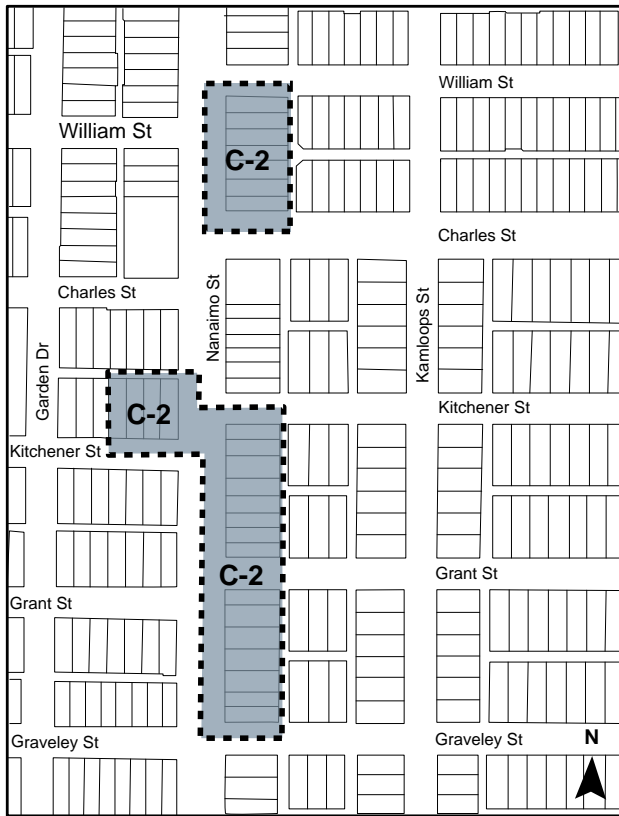 William St
William St
C-2
Charles St
Charles St
Nanaimo St
Kamloops St
Garden Dr
C-2
Kitchener St
Kitchener St
C-2
Grant St
Grant St
Graveley St
Graveley St
N